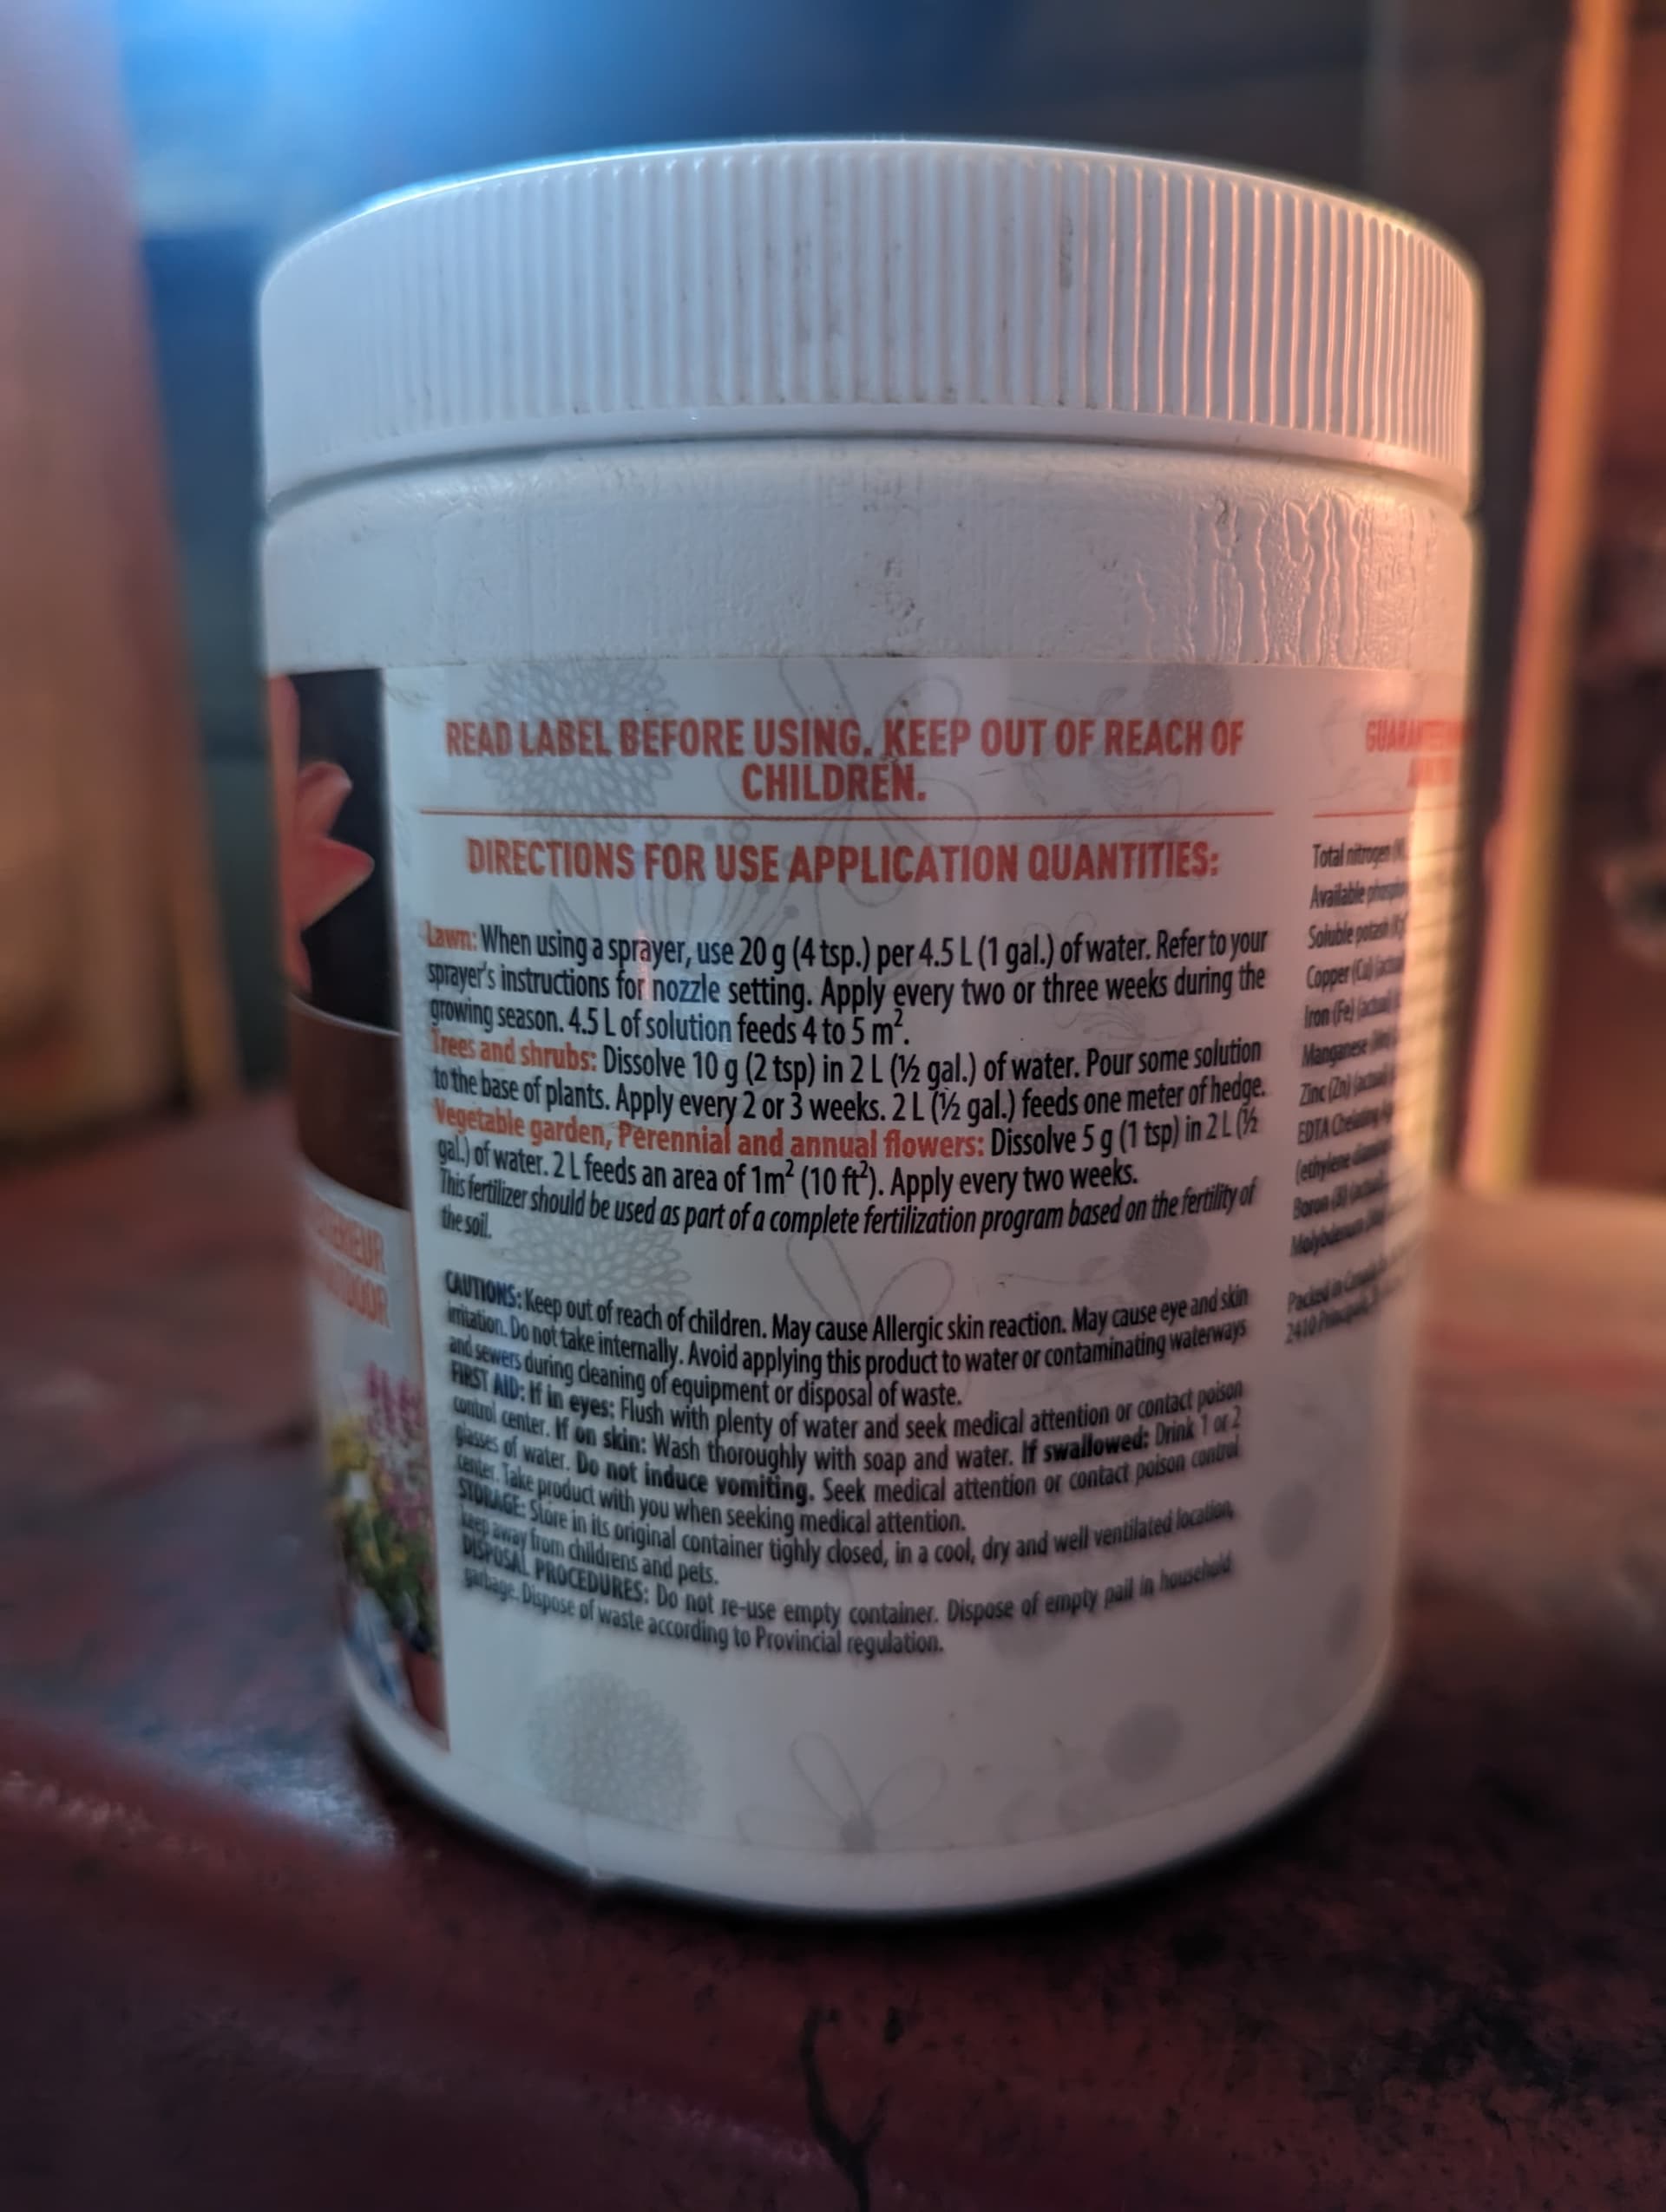 READ LABEL BEFORE USING. KEEP OUT OF REACH OF
CHILDREN.
DIRECTIONS FOR USE APPLICATION QUANTITIES:
Lawn: When using a sprayer, use 20 g (4 tsp.) per 4.5 L (1 gal.) of water. Refer to your
sprayer's instructions for nozzle setting. Apply every two or three weeks during the
growing season. 4.5 L of solution feeds 4 to 5 m².
Trees and shrubs: Dissolve 10 g (2 tsp) in 2 L (½ gal.) of water. Pour some solution
to the base of plants. Apply every 2 or 3 weeks. 2 L (½ gal.) feeds one meter of hedge.
Vegetable garden, Perennial and annual flowers: Dissolve 5 g (1 tsp) in 2 L (½
gal.) of water. 2 L feeds an area of 1m² (10 ft²). Apply every two weeks.
This fertilizer should be used as part of a complete fertilization program based on the fertility of
the soil.
CAUTIONS: Keep out of reach of children. May cause Allergic skin reaction. May cause eye and skin
irritation. Do not take internally. Avoid applying this product to water or contaminating waterways
and sewers during cleaning of equipment or disposal of waste.
FIRST AID: If in eyes: Flush with plenty of water and seek medical attention or contact poison
control center. If on skin: Wash thoroughly with soap and water. If swallowed: Drink 1 or 2
glasses of water. Do not induce vomiting. Seek medical attention or contact poison control
center. Take product with you when seeking medical attention.
STORAGE: Store in its original container tighly closed, in a cool, dry and well ventilated location,
keep away from childrens and pets.
DISPOSAL PROCEDURES: Do not re-use empty container. Dispose of empty pail in household
garbage. Dispose of waste according to Provincial regulation.
Total nitrogen
Available
Soluble potash
Copper (Cu)
Iron (Fe)
Manganese
Zinc (Zn)
EDTA Chelating
(ethylene
Boron (B)
Packed in
2410